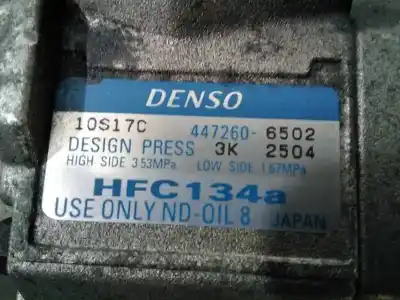 DENSO
10S17C 447260-6502
DESIGN PRESS 3K 2504
HIGH SIDE 3.53MPa LOW SIDE 1.67MPa
HFC134a
USE ONLY ND-OIL 8 JAPAN